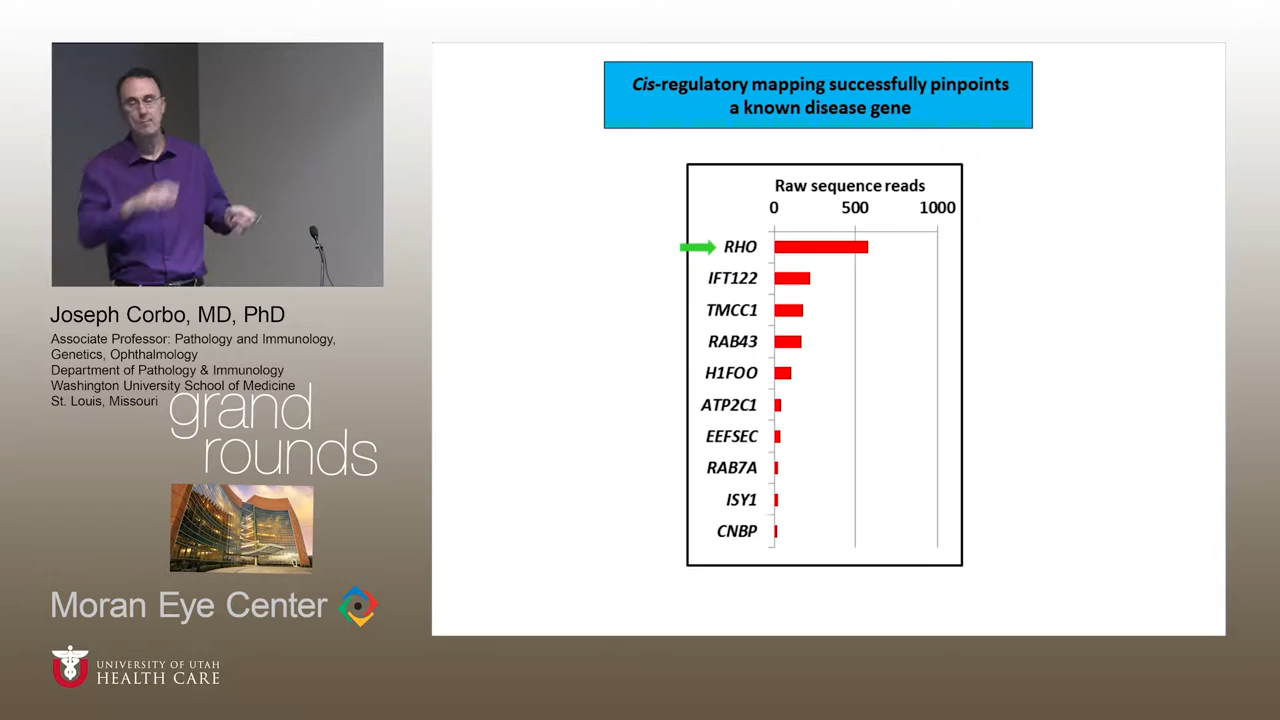 Cis-regulatory mapping successfully pinpoints
a known disease gene
Raw sequence reads
0 500 1000
RHO
IFT122
TMCC1
RAB43
H1FOO
ATP2C1
EEFSEC
RAB7A
ISY1
CNBP
Joseph Corbo, MD, PhD
Associate Professor: Pathology and Immunology,
Genetics, Ophthalmology
Department of Pathology & Immunology
Washington University School of Medicine
St. Louis, Missouri
grand
rounds
Moran Eye Center
UNIVERSITY OF UTAH
HEALTH CARE